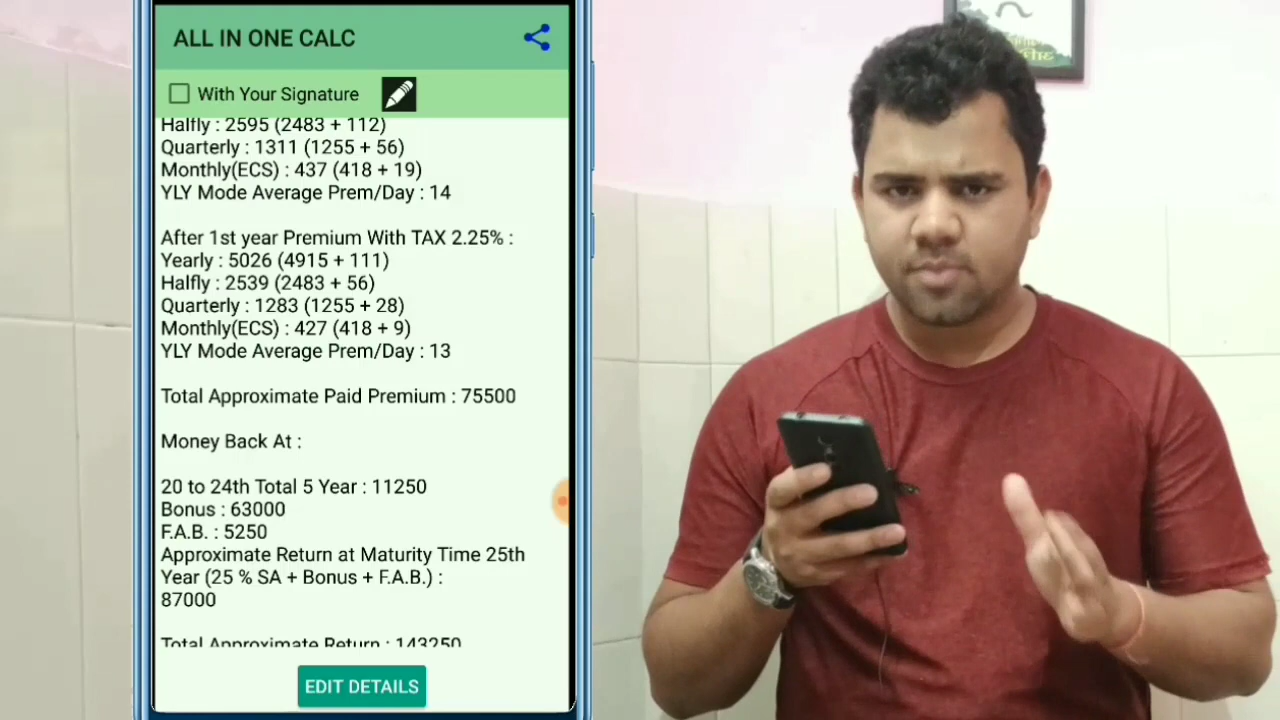 ALL IN ONE CALC
With Your Signature
Halfly : 2595 (2483 + 112)
Quarterly : 1311 (1255 + 56)
Monthly(ECS) : 437 (418 + 19)
YLY Mode Average Prem/Day : 14
After 1st year Premium With TAX 2.25% :
Yearly : 5026 (4915 + 111)
Halfly : 2539 (2483 + 56)
Quarterly : 1283 (1255 + 28)
Monthly(ECS) : 427 (418 + 9)
YLY Mode Average Prem/Day : 13
Total Approximate Paid Premium : 75500
Money Back At :
20 to 24th Total 5 Year : 11250
Bonus : 63000
F.A.B. : 5250
Approximate Return at Maturity Time 25th
Year (25 % SA + Bonus + F.A.B.) :
87000
Total Approximate Return : 143250
EDIT DETAILS